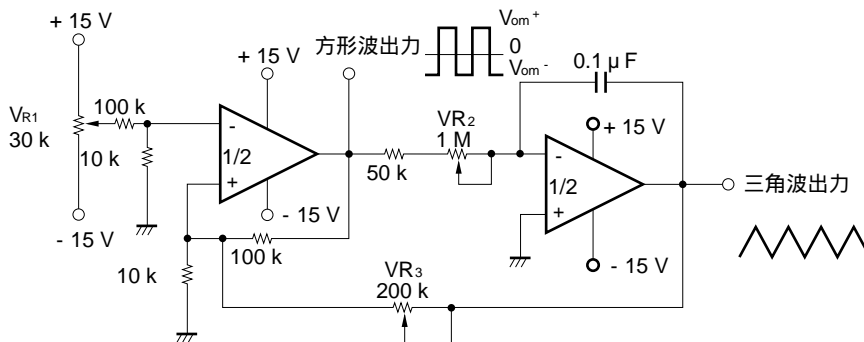 + 15 V
方形波出力
Vom+
0
Vom-
0.1 µ F
+ 15 V
VR1
30 k
100 k
10 k
-
1/2
+
VR2
1 M
50 k
-
1/2
+
+ 15 V
三角波出力
- 15 V
- 15 V
100 k
10 k
VR3
200 k
- 15 V